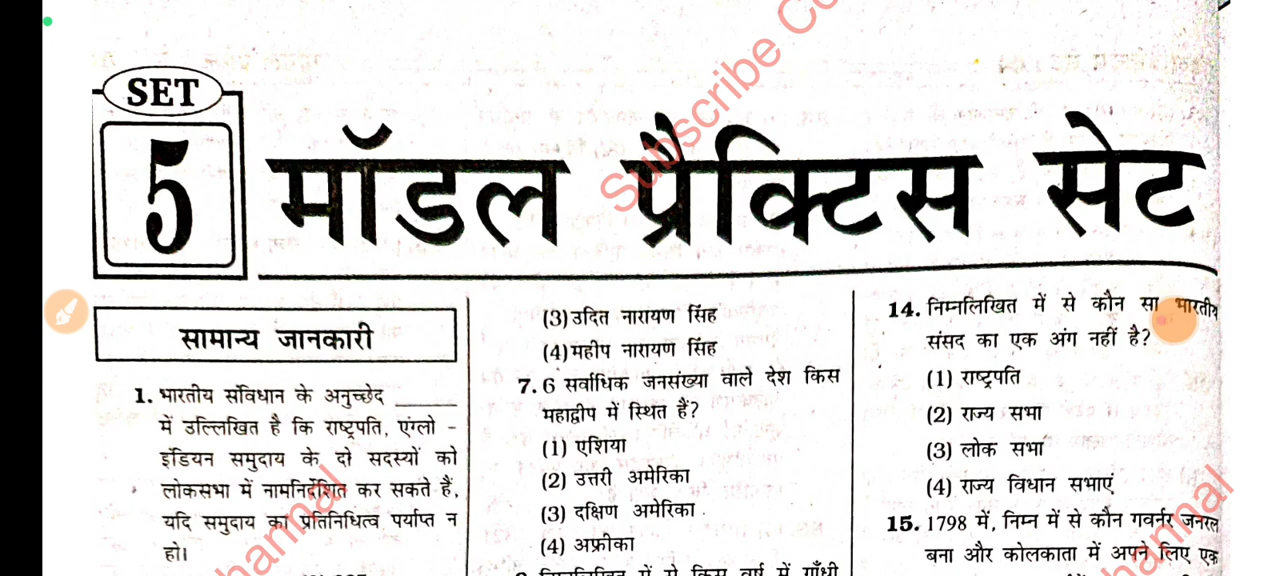 SET
5
मॉडल प्रैक्टिस सेट
सामान्य जानकारी
1. भारतीय संविधान के अनुच्छेद ______
में उल्लिखित है कि राष्ट्रपति, एंग्लो -
इंडियन समुदाय के दो सदस्यों को
लोकसभा में नामनिर्देशित कर सकते हैं,
यदि समुदाय का प्रतिनिधित्व पर्याप्त न
हो।
(3) उदित नारायण सिंह
(4) महीप नारायण सिंह
7. 6 सर्वाधिक जनसंख्या वाले देश किस
महाद्वीप में स्थित हैं?
(1) एशिया
(2) उत्तरी अमेरिका
(3) दक्षिण अमेरिका
(4) अफ्रीका
में से किस वर्ष में गाँधी
14. निम्नलिखित में से कौन सा भारतीय
संसद का एक अंग नहीं है?
(1) राष्ट्रपति
(2) राज्य सभा
(3) लोक सभा
(4) राज्य विधान सभाएं
15. 1798 में, निम्न में से कौन गवर्नर जनरल
बना और कोलकाता में अपने लिए एक
Subscribe